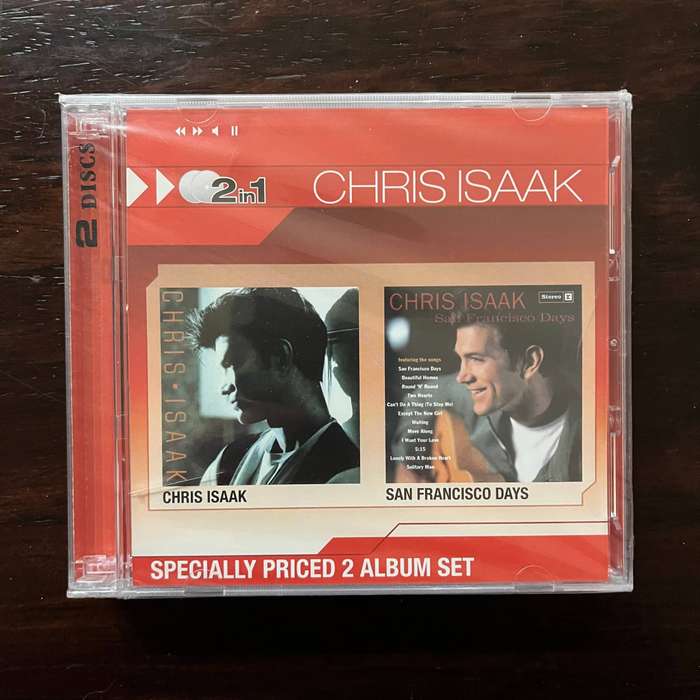 2 DISCS
2in1
CHRIS ISAAK
CHRIS • ISAAK
CHRIS ISAAK
CHRIS ISAAK
Stereo
San Francisco Days
featuring the songs
San Francisco Days
Beautiful Homes
Round 'N' Round
Two Hearts
Can't Do A Thing (To Stop Me)
Except The New Girl
Waiting
Move Along
I Want Your Love
5:15
Lonely With A Broken Heart
Solitary Man
SAN FRANCISCO DAYS
SPECIALLY PRICED 2 ALBUM SET